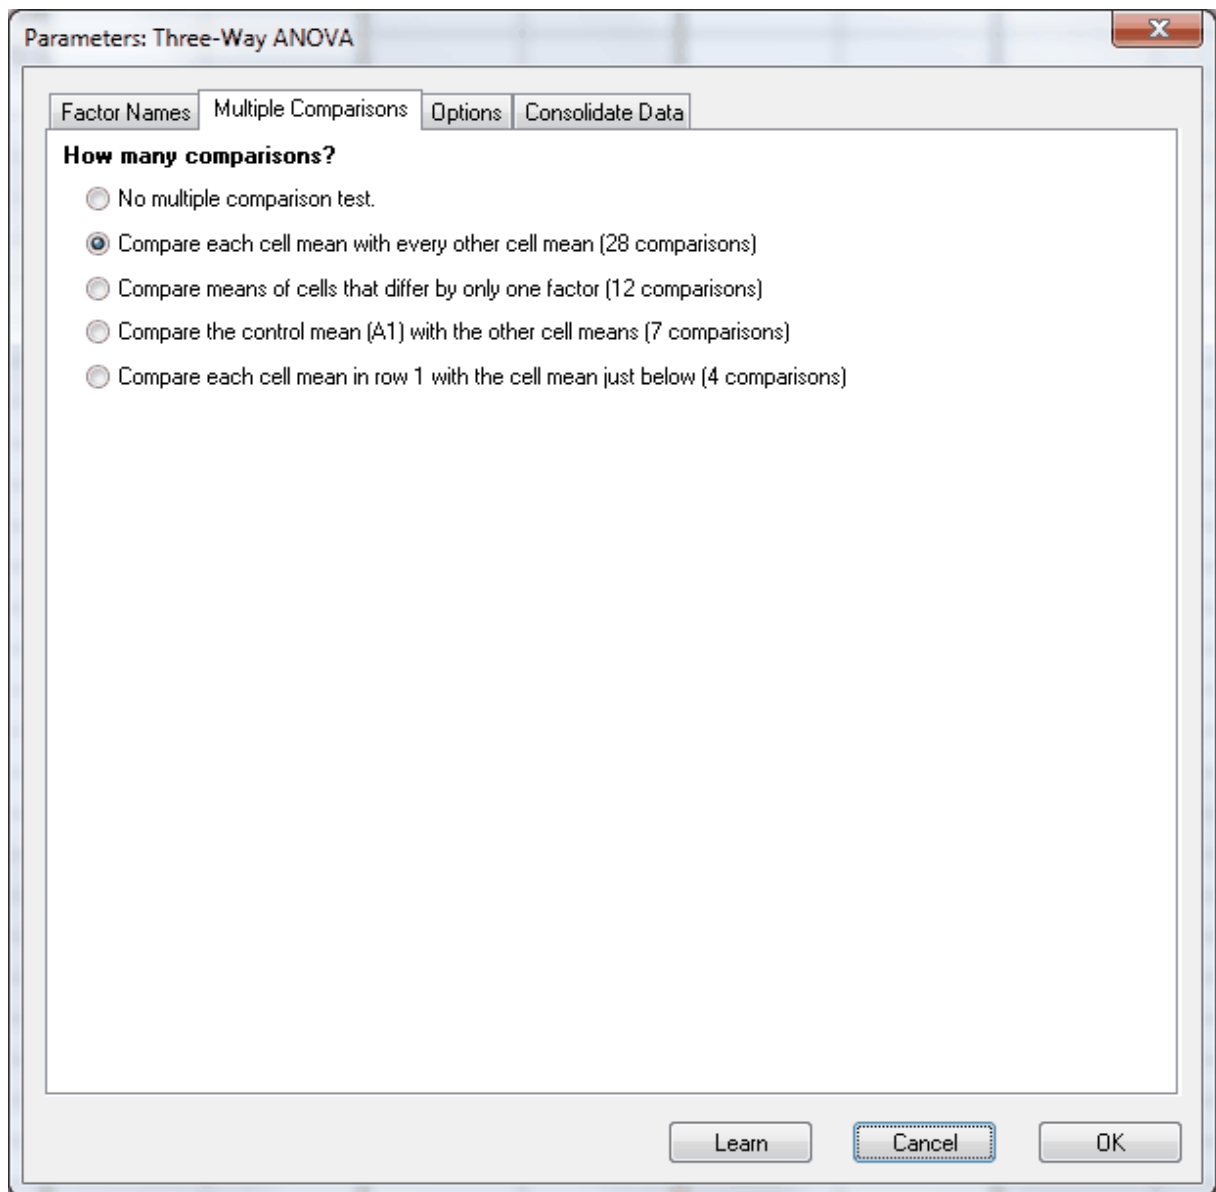 Parameters: Three-Way ANOVA
x
Factor Names Multiple Comparisons Options Consolidate Data
How many comparisons?
No multiple comparison test.
Compare each cell mean with every other cell mean (28 comparisons)
Compare means of cells that differ by only one factor (12 comparisons)
Compare the control mean (A1) with the other cell means (7 comparisons)
Compare each cell mean in row 1 with the cell mean just below (4 comparisons)
Learn Cancel OK